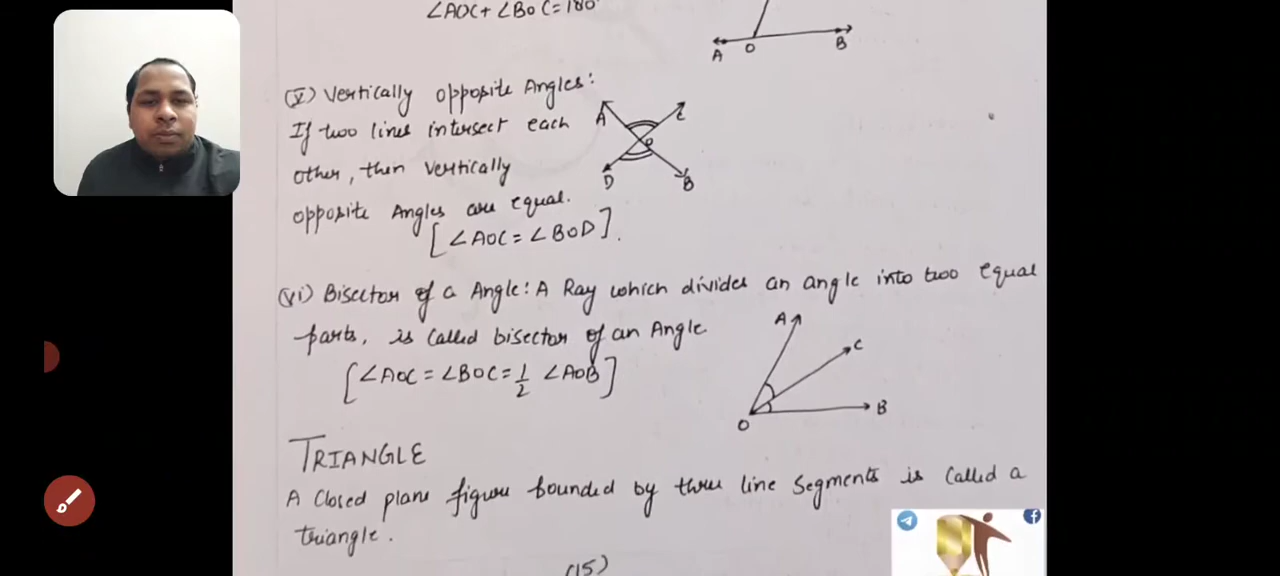 ∠AOC + ∠BOC = 180°
A O B
(v) Vertically opposite Angles:
If two lines intersect each
other, then vertically
opposite Angles are equal.
[∠AOC = ∠BOD].
A C
O
D B
(vi) Bisector of a Angle: A Ray which divides an angle into two equal
parts, is called bisector of an Angle.
[∠AOC = ∠BOC = 1/2 ∠AOB]
A
C
B
O
TRIANGLE
A Closed plane figure bounded by three line segments is called a
triangle.
(15)